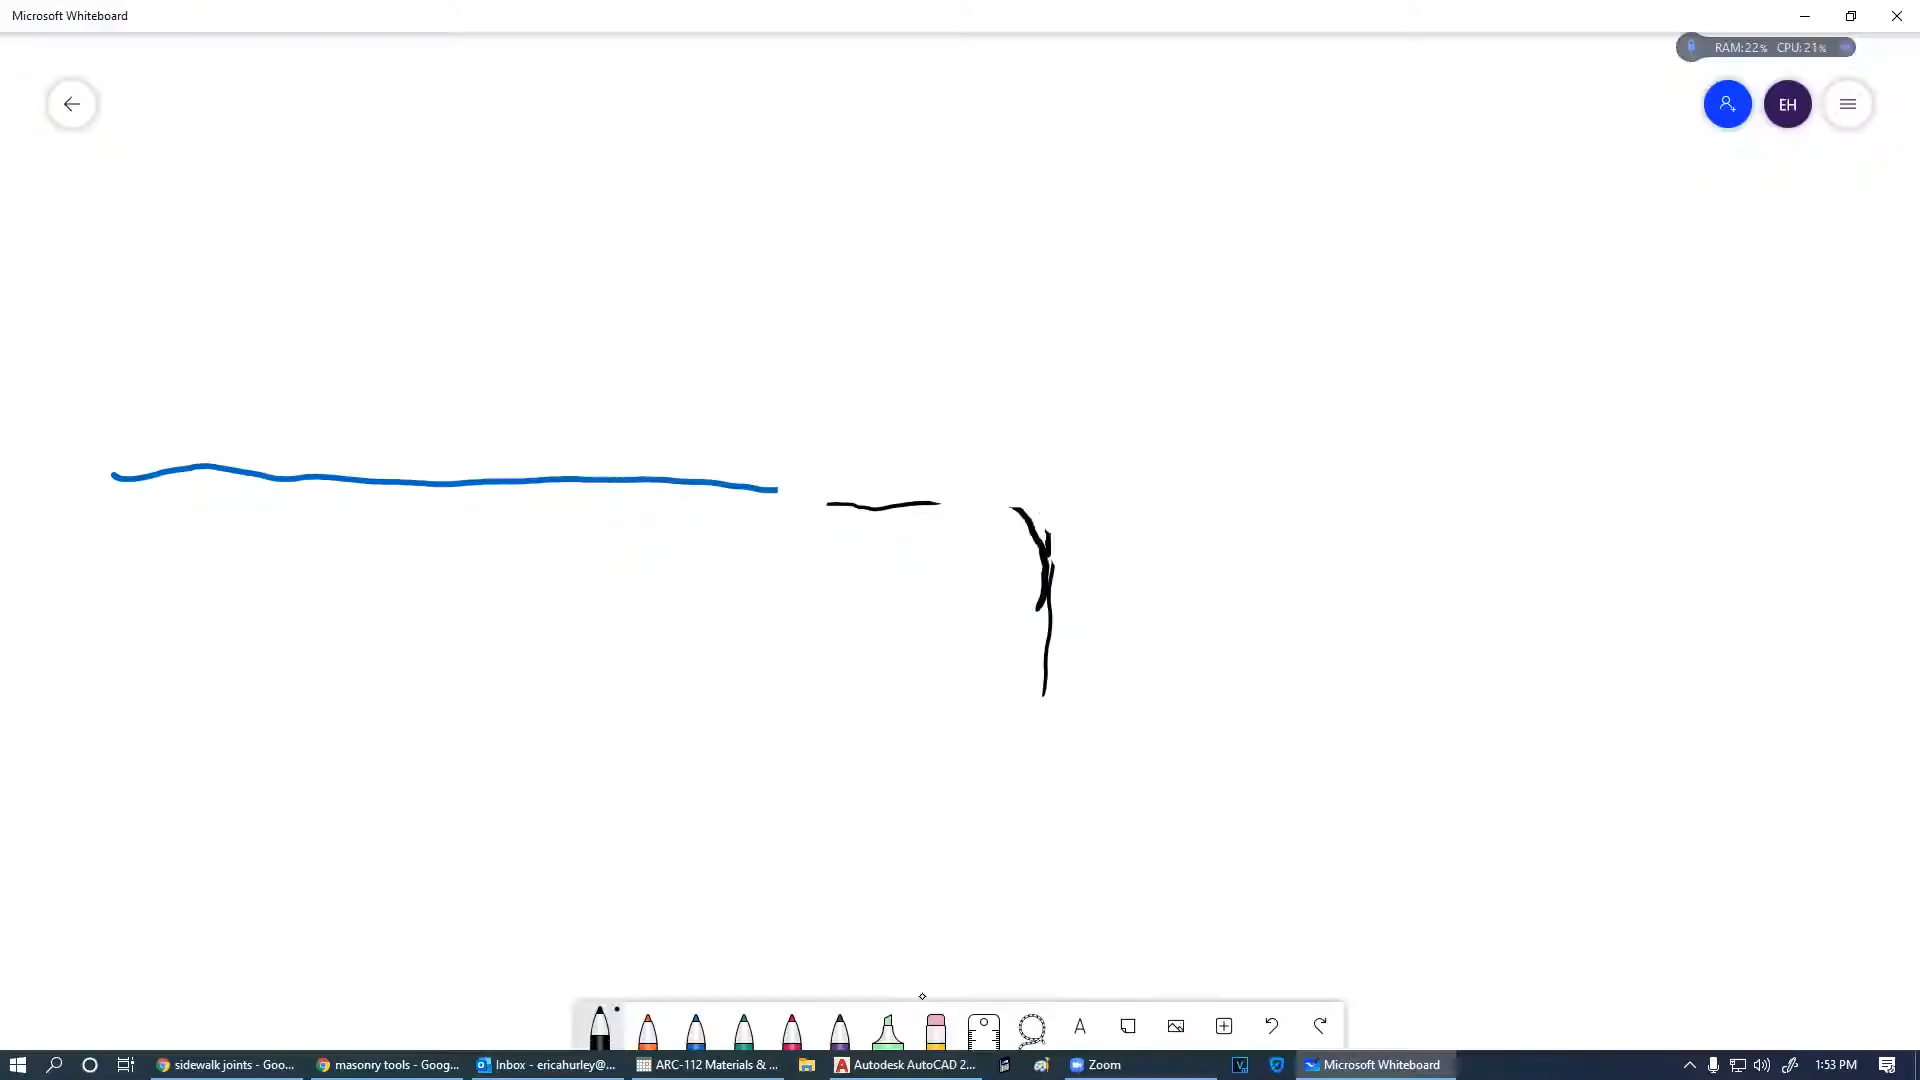 Microsoft Whiteboard
RAM:22% CPU:21%
EH
A
sidewalk joints - Goo...
masonry tools - Goog...
Inbox - ericahurley@...
ARC-112 Materials & ...
Autodesk AutoCAD 2...
Zoom
Microsoft Whiteboard
1:53 PM